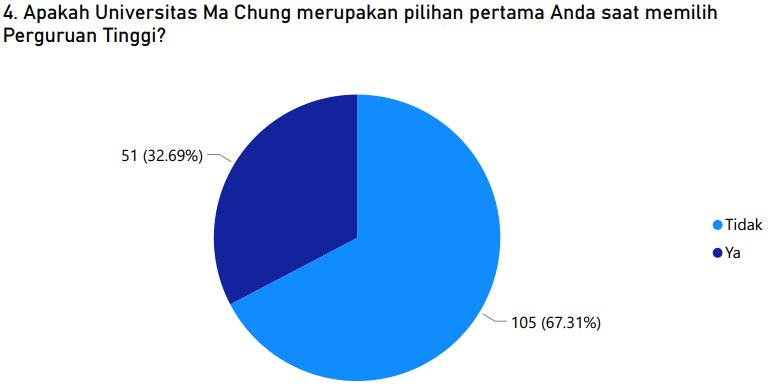 4. Apakah Universitas Ma Chung merupakan pilihan pertama Anda saat memilih
Perguruan Tinggi?
51 (32.69%)
Tidak
Ya
105 (67.31%)